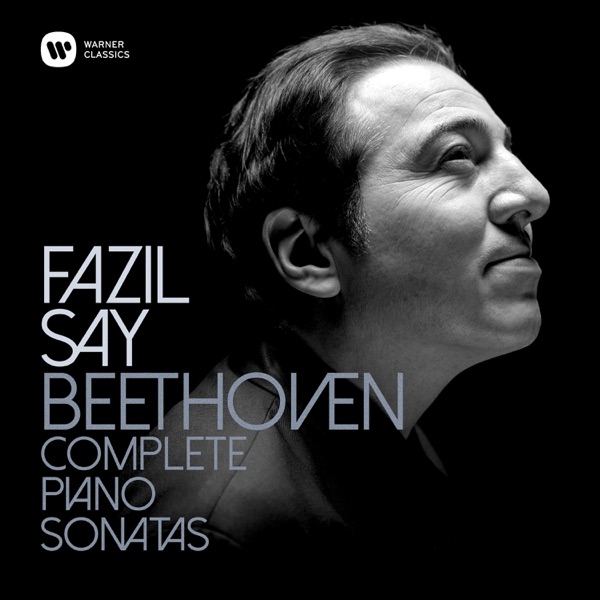 WARNER
CLASSICS
FAZIL
SAY
BEETHOVEN
COMPLETE
PIANO
SONATAS